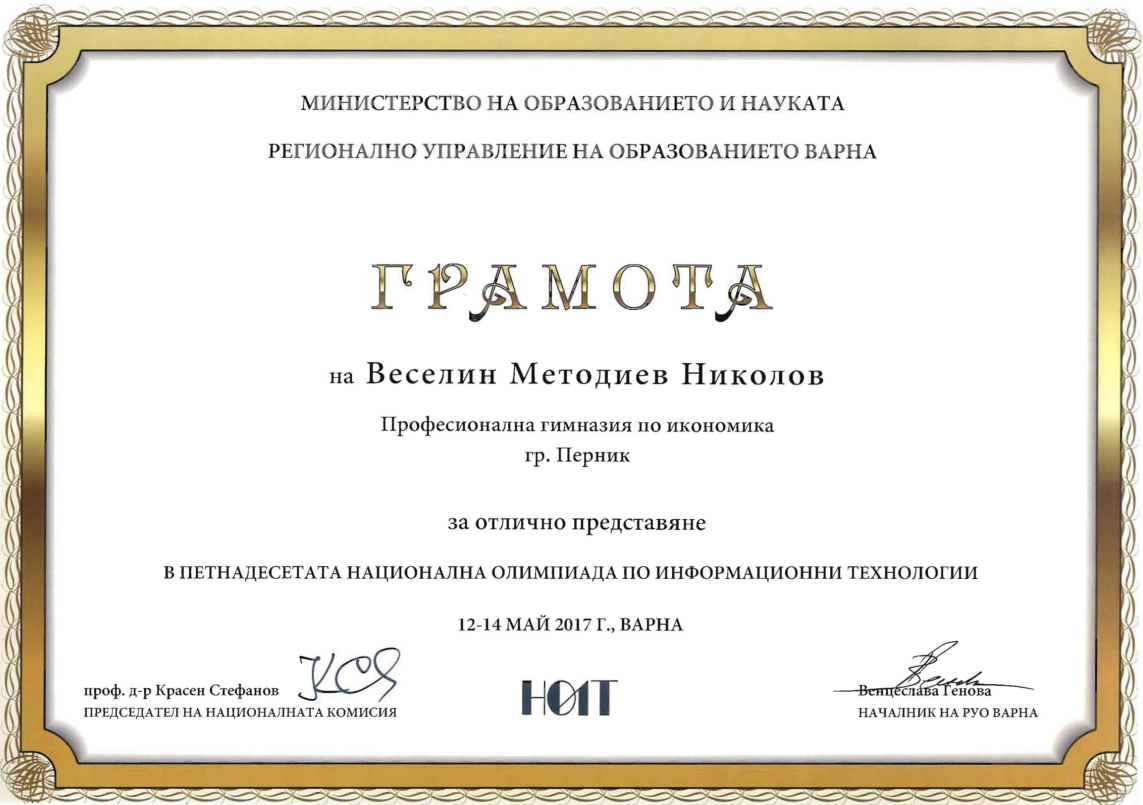 МИНИСТЕРСТВО НА ОБРАЗОВАНИЕТО И НАУКАТА
РЕГИОНАЛНО УПРАВЛЕНИЕ НА ОБРАЗОВАНИЕТО ВАРНА
ГРАМОТА
на Веселин Методиев Николов
Професионална гимназия по икономика
гр. Перник
за отлично представяне
В ПЕТНАДЕСЕТАТА НАЦИОНАЛНА ОЛИМПИАДА ПО ИНФОРМАЦИОННИ ТЕХНОЛОГИИ
12-14 МАЙ 2017 Г., ВАРНА
проф. д-р Красен Стефанов
ПРЕДСЕДАТЕЛ НА НАЦИОНАЛНАТА КОМИСИЯ
НОИТ
Венцеслава Генова
НАЧАЛНИК НА РУО ВАРНА